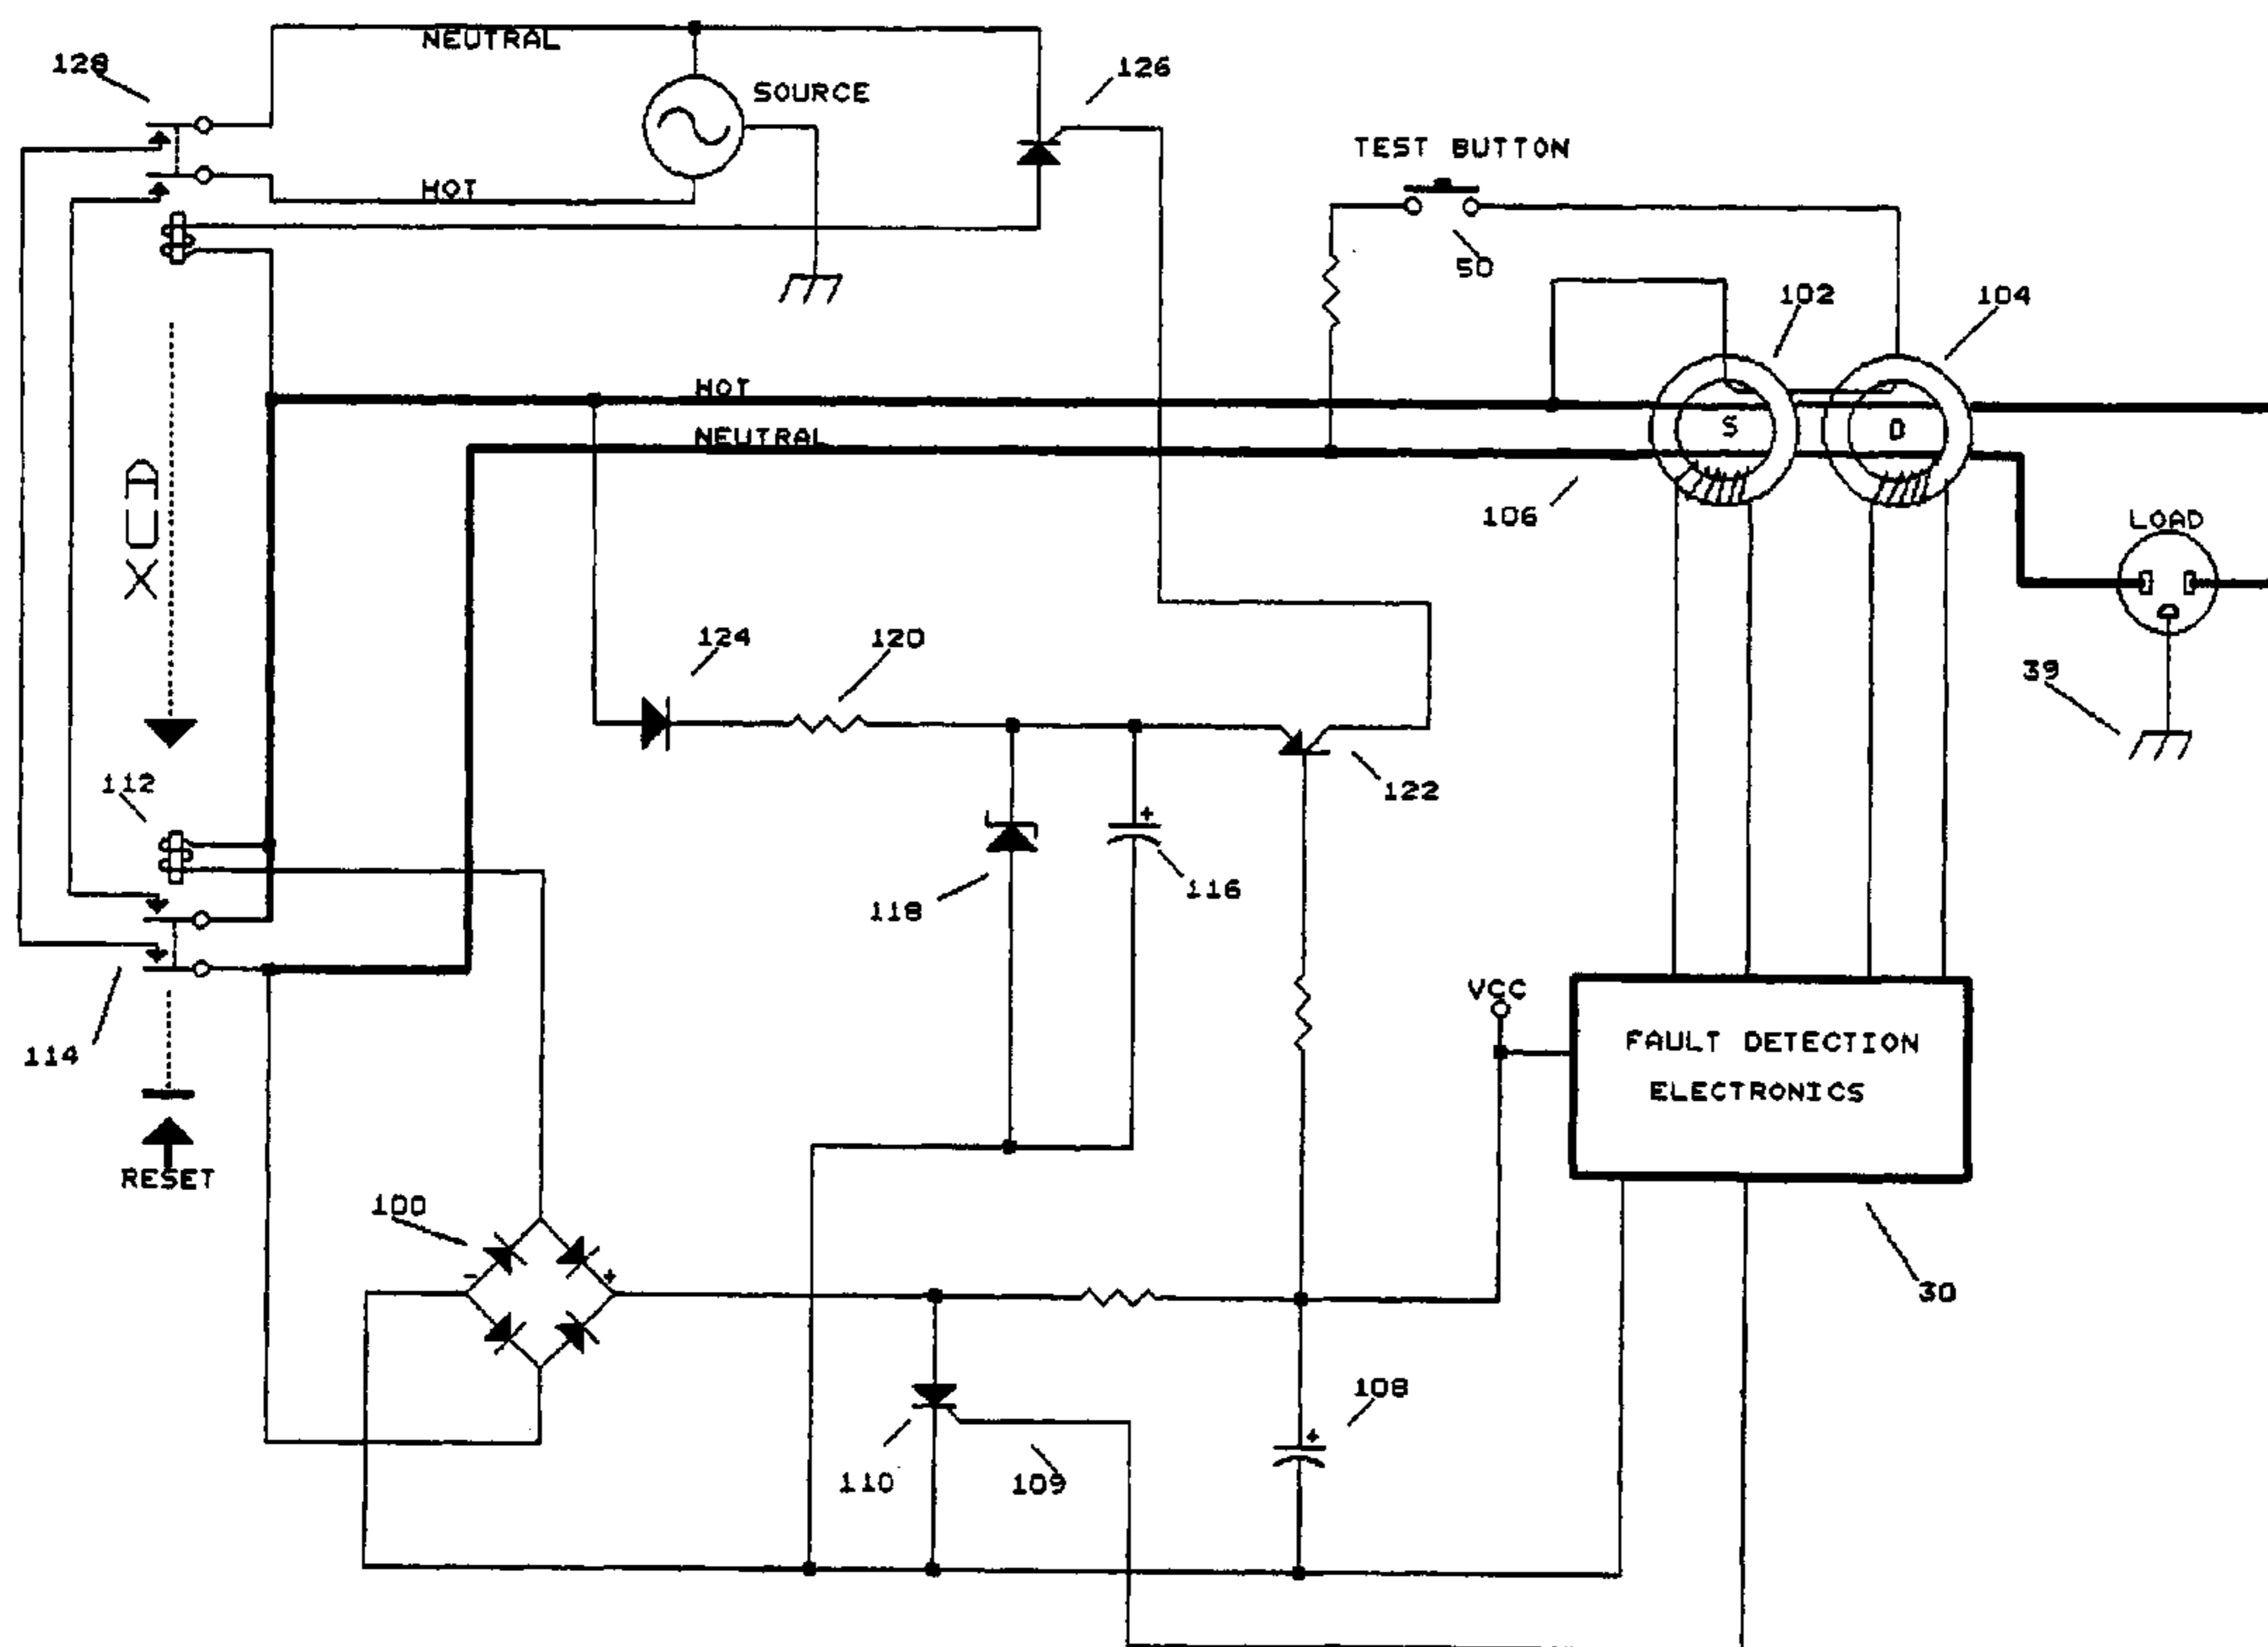 NEUTRAL
128
SOURCE
126
TEST BUTTON
HOT
50
102
104
HOT
NEUTRAL
S
D
106
AUX
LOAD
124
120
39
112
122
118
116
VCC
114
FAULT DETECTION
ELECTRONICS
RESET
100
-
+
30
108
110
109
+
+